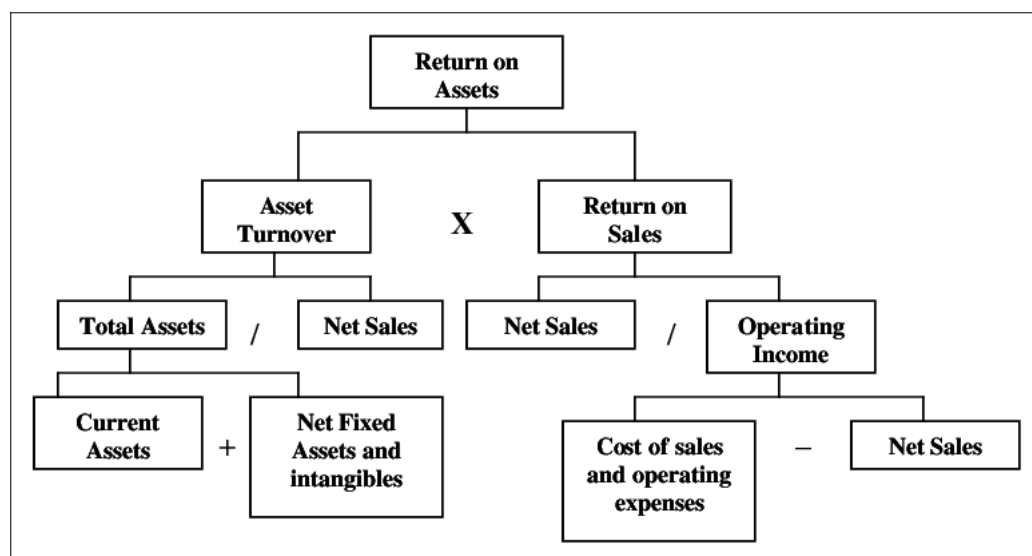 Return on
Assets
Asset
Turnover
X
Return on
Sales
Total Assets
/
Net Sales
Net Sales
/
Operating
Income
Current
Assets
+
Net Fixed
Assets and
intangibles
Cost of sales
and operating
expenses
–
Net Sales